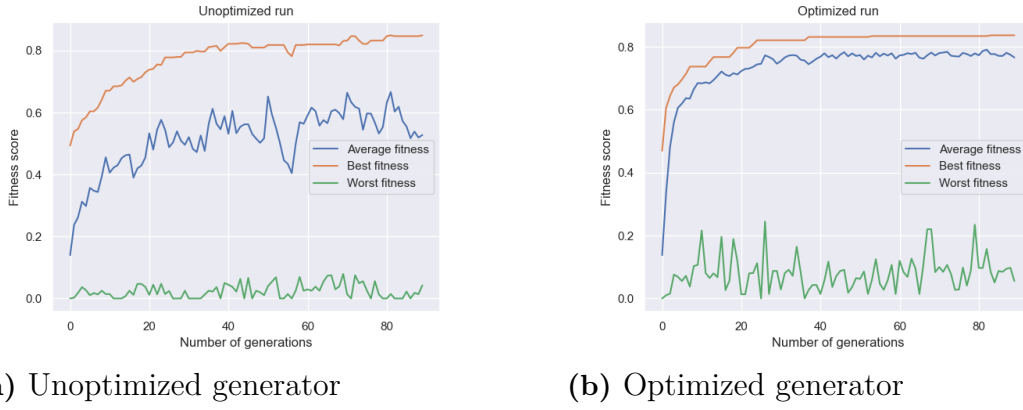 Unoptimized run
0.8
0.6
0.4
0.2
0.0
Fitness score
Average fitness
Best fitness
Worst fitness
0 20 40 60 80
Number of generations
) Unoptimized generator
Optimized run
0.8
0.6
0.4
0.2
0.0
Fitness score
Average fitness
Best fitness
Worst fitness
0 20 40 60 80
Number of generations
(b) Optimized generator